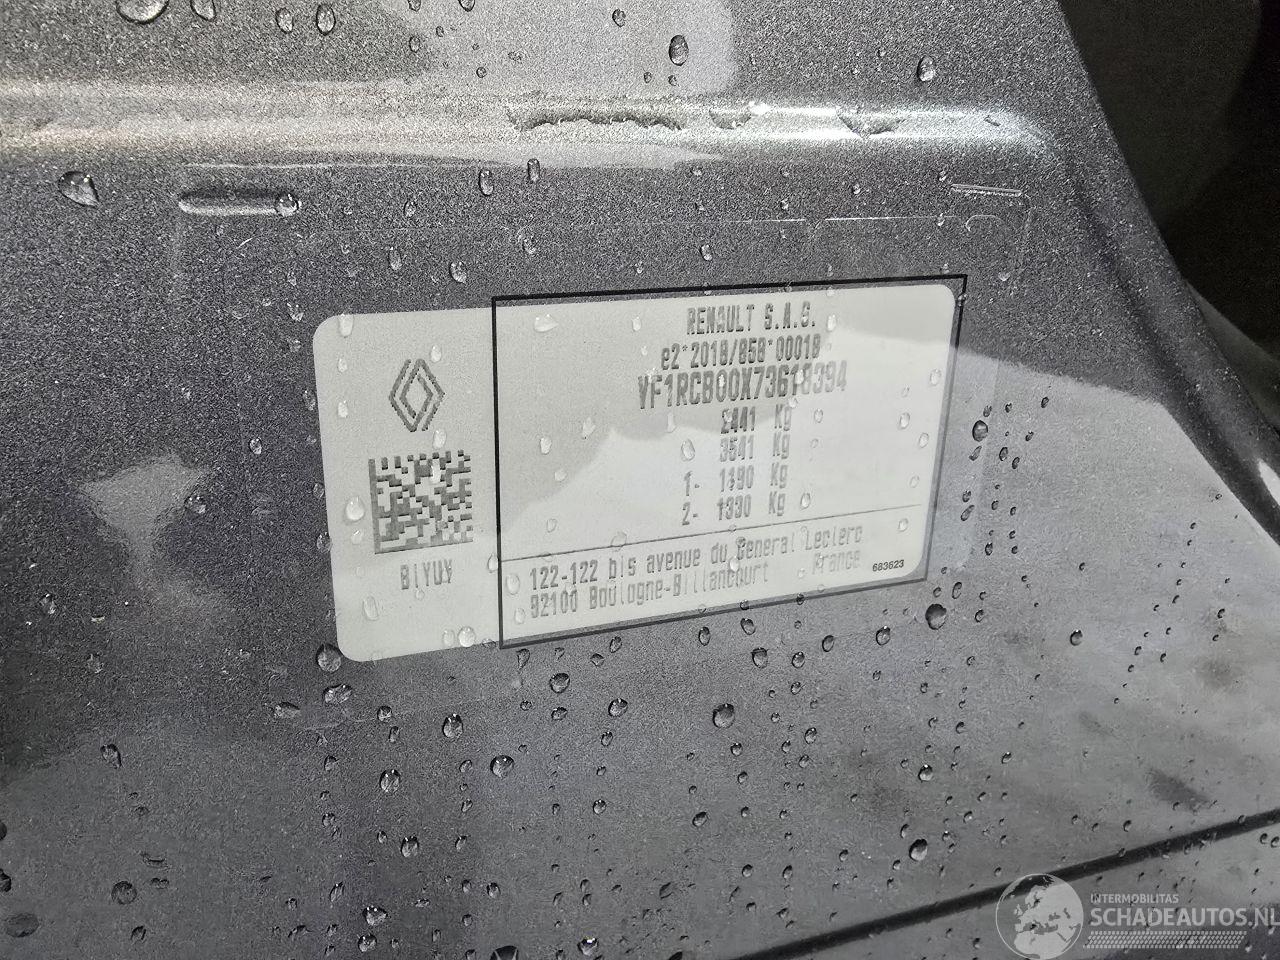 RENAULT S.A.S.
e2*2018/858*00018
VF1RCB00X73618394
2441 Kg
3541 Kg
1- 1190 Kg
2- 1330 Kg
122-122 bis avenue du General Leclerc
92100 Boulogne-Billancourt France
683623
BIYUY
INTERMOBILITAS
SCHADEAUTOS.NL